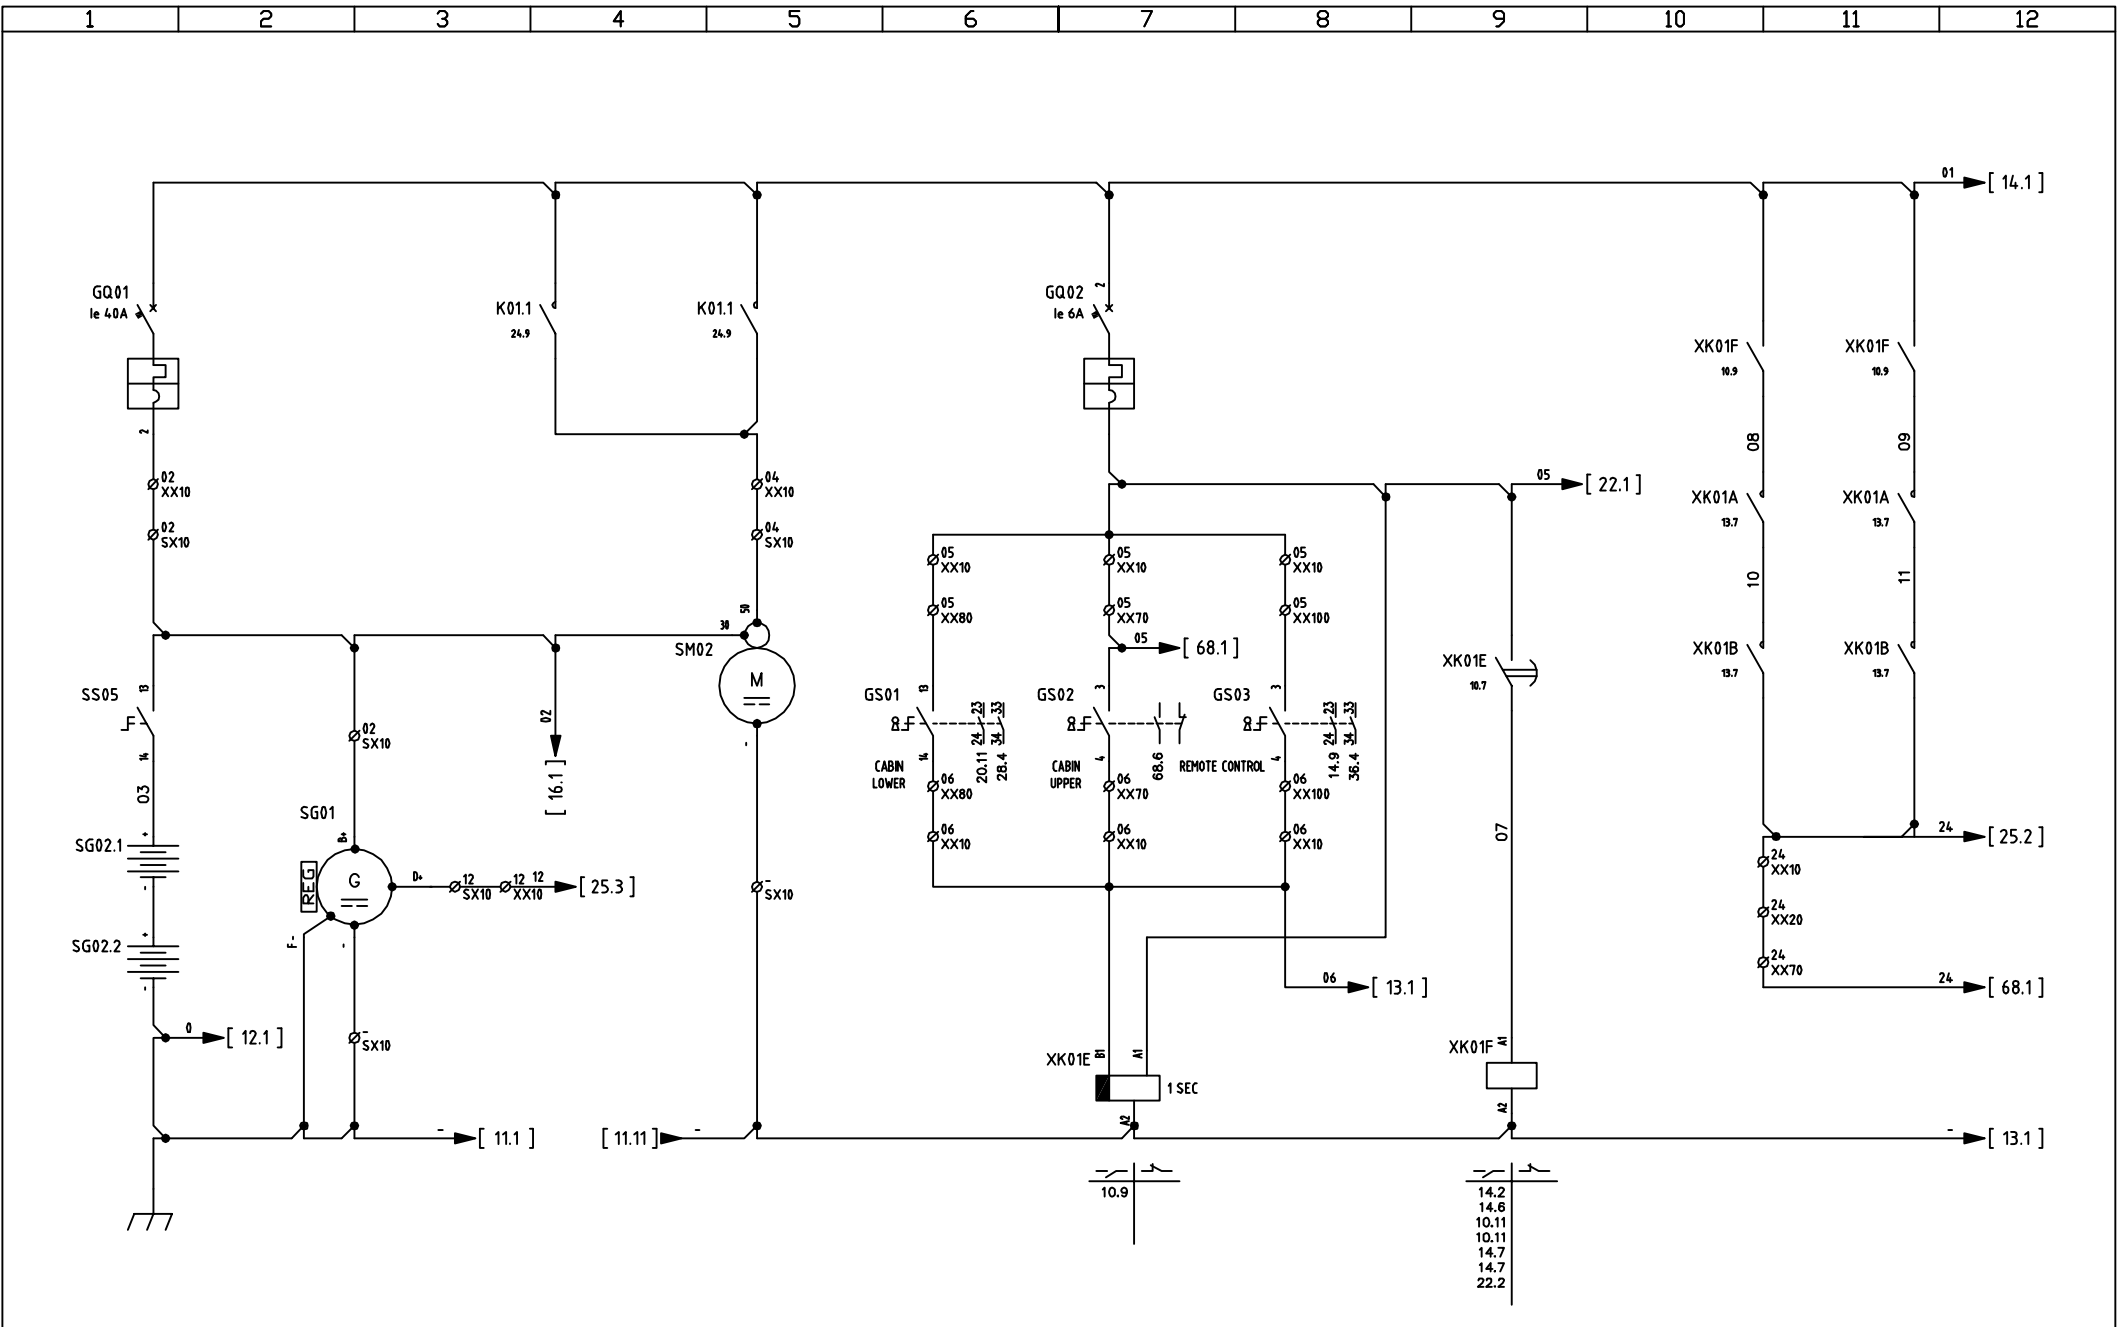 1 2 3 4 5 6 7 8 9 10 11 12
01 [ 14.1 ]
GQ01
Ie 40A
2
K01.1
24.9
K01.1
24.9
2
GQ02
Ie 6A
XK01F
10.9
XK01F
10.9
08
09
02
XX10
02
SX10
04
XX10
04
SX10
05 [ 22.1 ]
XK01A
13.7
XK01A
13.7
05
XX10
05
XX10
05
XX10
10
11
05
XX80
05
XX70
05
XX100
50
30
SM02
M
-
05 [ 68.1 ]
XK01E
10.7
XK01B
13.7
XK01B
13.7
SS05
13
14
03
02
SX10
02
[ 16.1 ]
GS01
13
14
23
24
33
34
20.11
28.4
CABIN
LOWER
GS02
3
4
68.6
CABIN
UPPER
GS03
3
4
23
24
33
34
14.9
36.4
REMOTE CONTROL
06
XX80
06
XX70
06
XX100
06
XX10
06
XX10
06
XX10
07
24 [ 25.2 ]
24
XX10
24
XX20
24
XX70
24 [ 68.1 ]
SG01
B+
REG
G
D+
12
SX10
12
XX10
12 [ 25.3 ]
F-
-
SG02.1
+
-
SG02.2
+
-
-
SX10
06 [ 13.1 ]
0 [ 12.1 ]
-
SX10
XK01E
B1
A1
1 SEC
A2
XK01F
A1
A2
- [ 11.1 ]
[ 11.11 ] -
- [ 13.1 ]
10.9
14.2
14.6
10.11
10.11
14.7
14.7
22.2